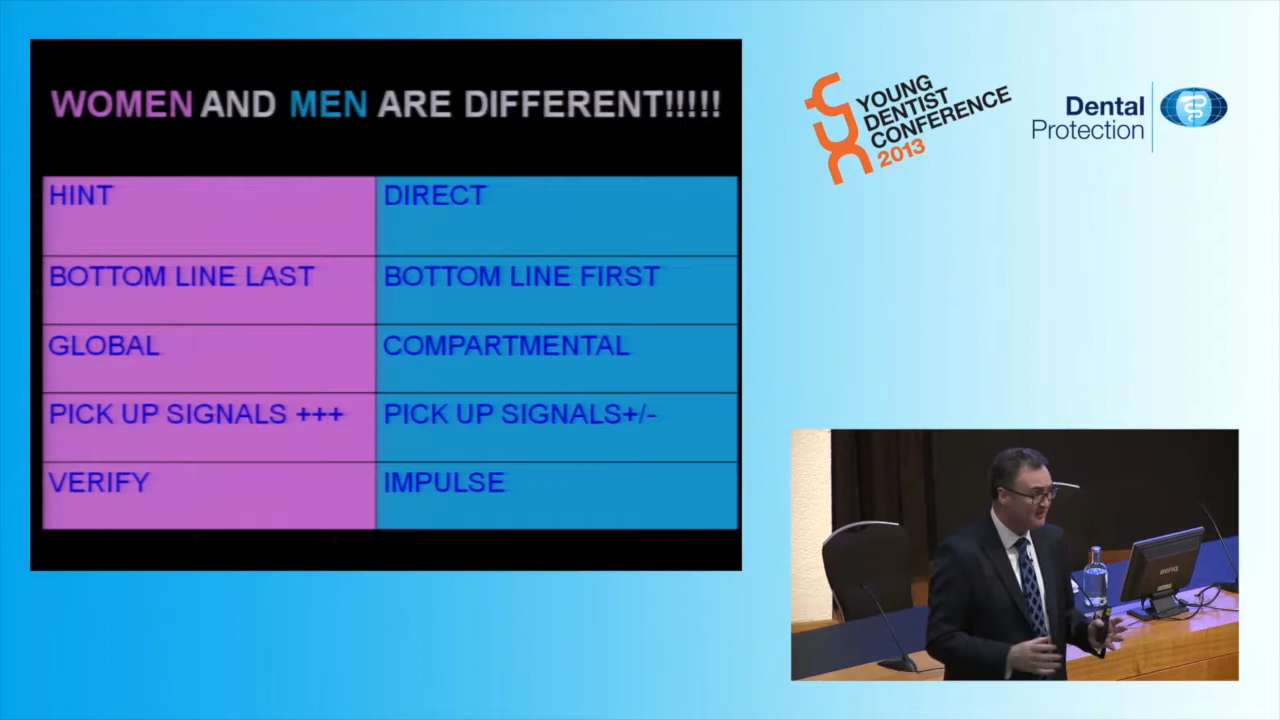 WOMEN AND MEN ARE DIFFERENT!!!!!
HINT
DIRECT
BOTTOM LINE LAST
BOTTOM LINE FIRST
GLOBAL
COMPARTMENTAL
PICK UP SIGNALS +++
PICK UP SIGNALS+/-
VERIFY
IMPULSE
YOUNG
DENTIST
CONFERENCE
2013
Dental
Protection
BenQ